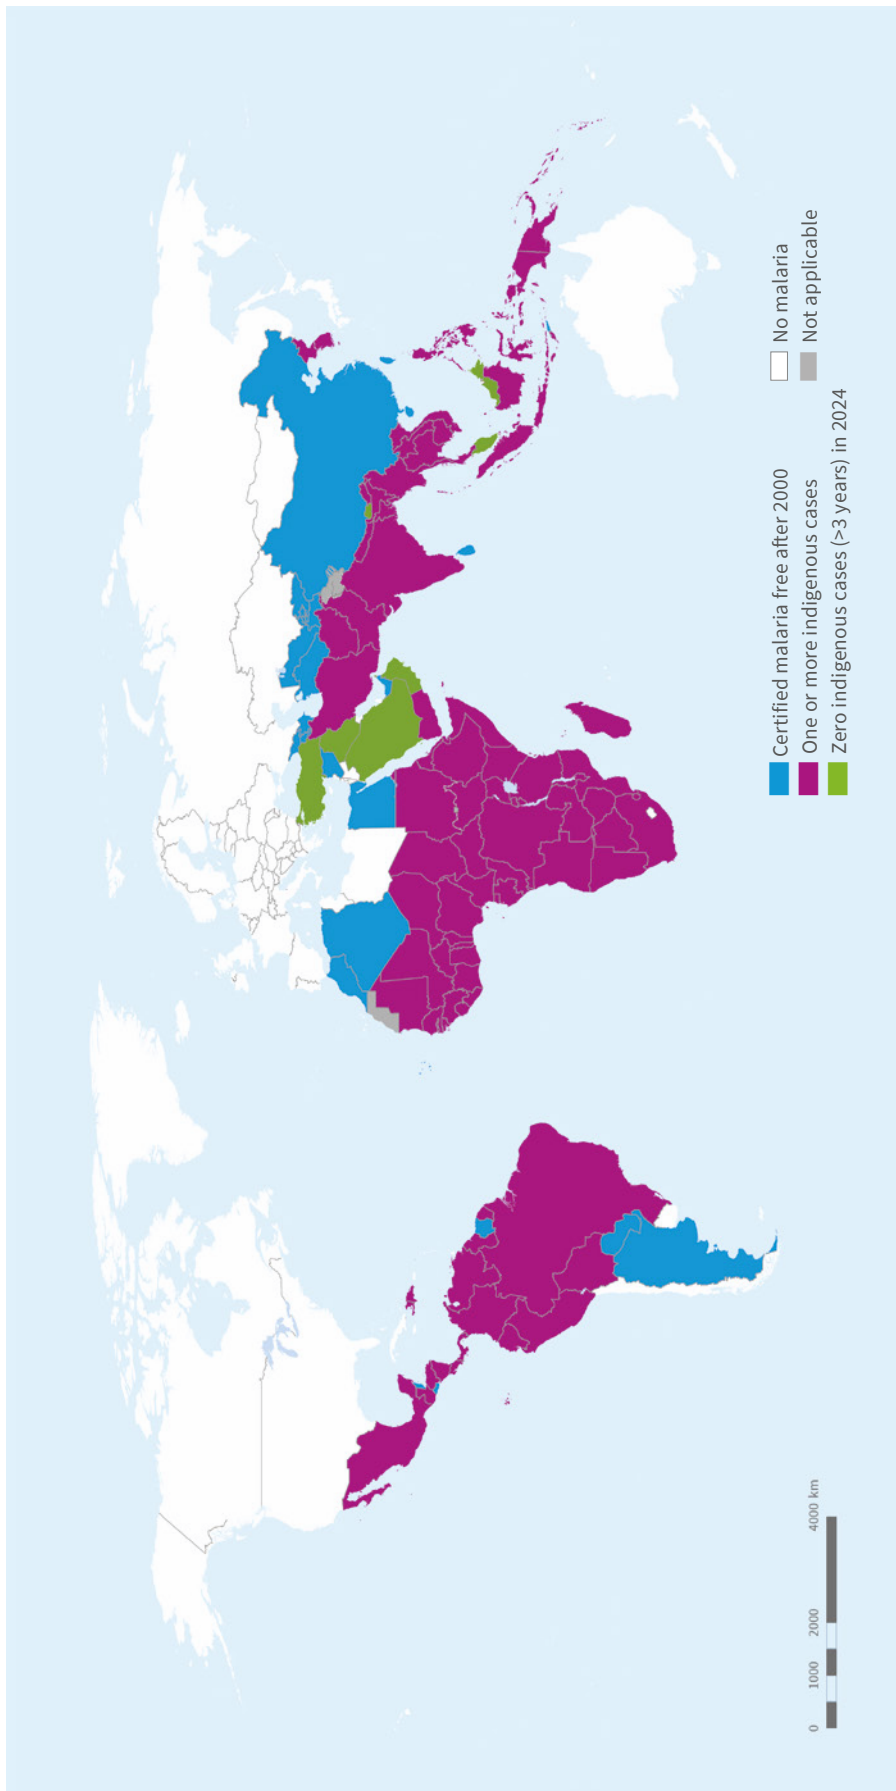 Certified malaria free after 2000
One or more indigenous cases
Zero indigenous cases (>3 years) in 2024
No malaria
Not applicable
0 1000 2000 4000 km